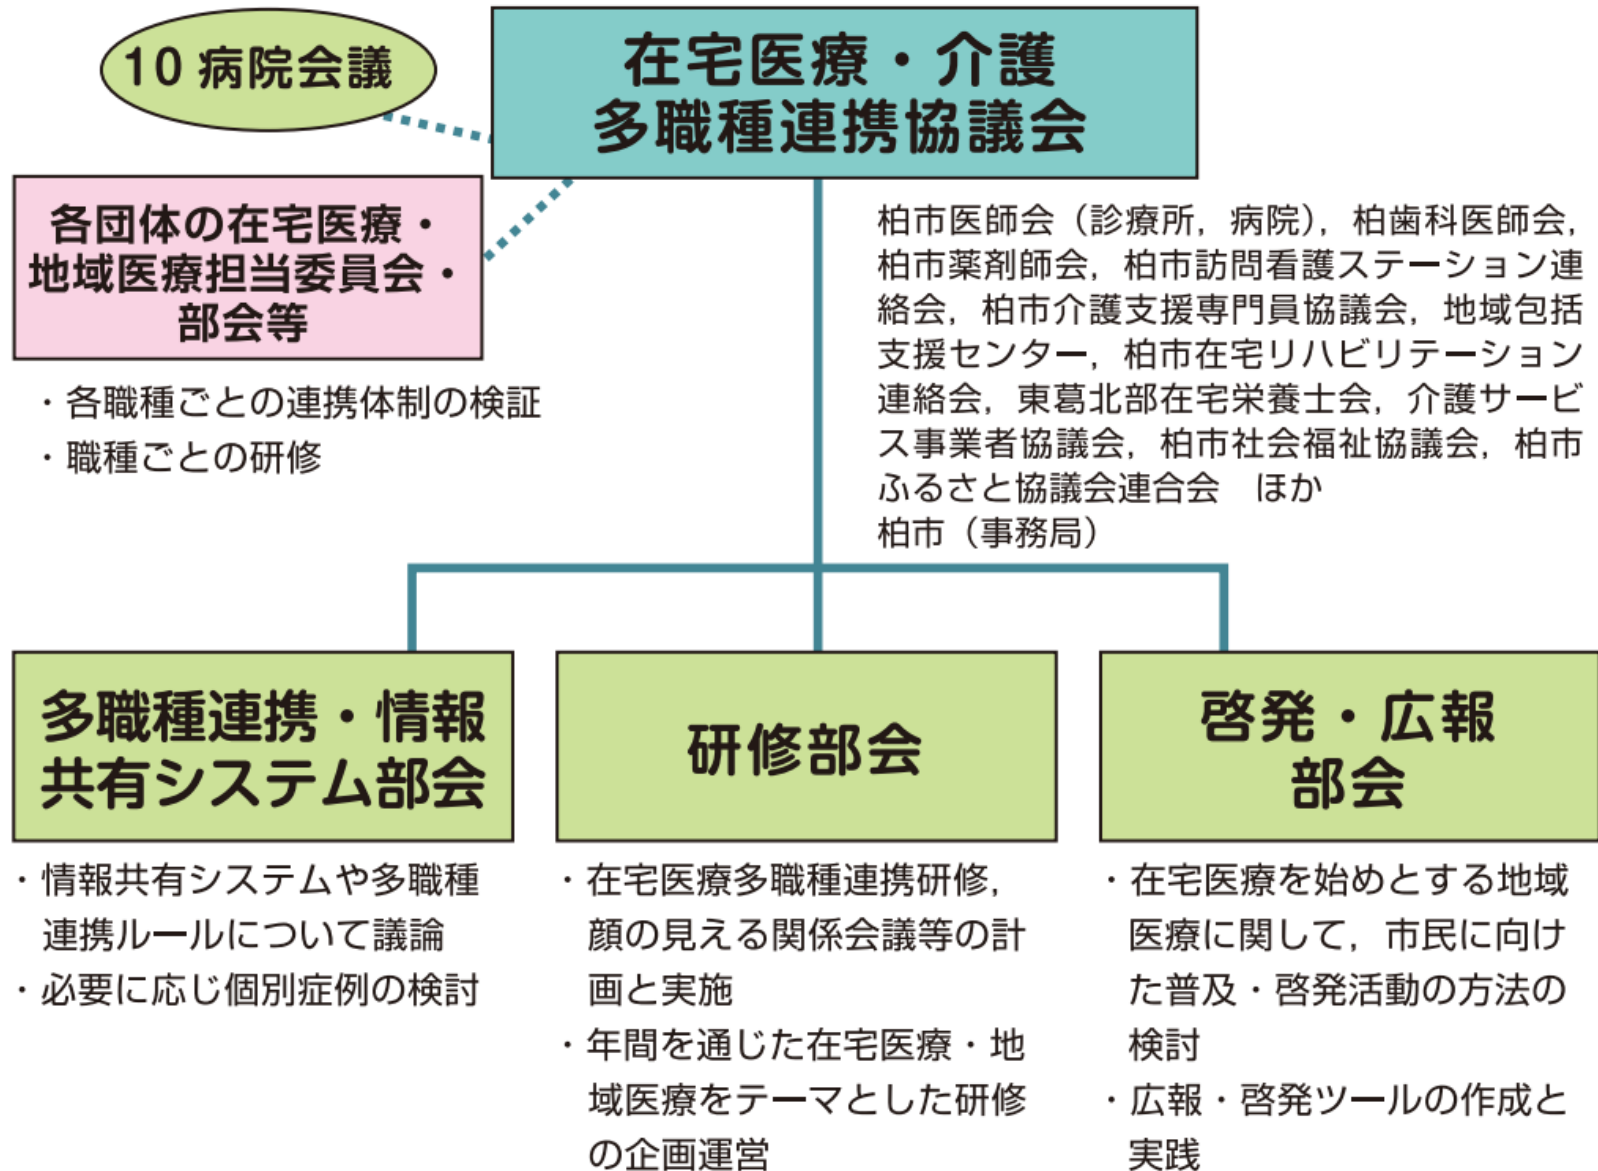 10 病院会議
在宅医療・介護
多職種連携協議会
各団体の在宅医療・
地域医療担当委員会・
部会等
・各職種ごとの連携体制の検証
・職種ごとの研修
柏市医師会（診療所，病院），柏歯科医師会，
柏市薬剤師会，柏市訪問看護ステーション連
絡会，柏市介護支援専門員協議会，地域包括
支援センター，柏市在宅リハビリテーション
連絡会，東葛北部在宅栄養士会，介護サービ
ス事業者協議会，柏市社会福祉協議会，柏市
ふるさと協議会連合会　ほか
柏市（事務局）
多職種連携・情報
共有システム部会
・情報共有システムや多職種
連携ルールについて議論
・必要に応じ個別症例の検討
研修部会
・在宅医療多職種連携研修，
顔の見える関係会議等の計
画と実施
・年間を通じた在宅医療・地
域医療をテーマとした研修
の企画運営
啓発・広報
部会
・在宅医療を始めとする地域
医療に関して，市民に向け
た普及・啓発活動の方法の
検討
・広報・啓発ツールの作成と
実践